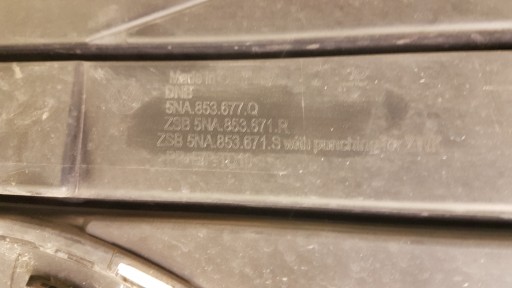 Made in
DNB
5NA.853.677.Q
ZSB 5NA.853.671.R
ZSB 5NA.853.671.S with punching for